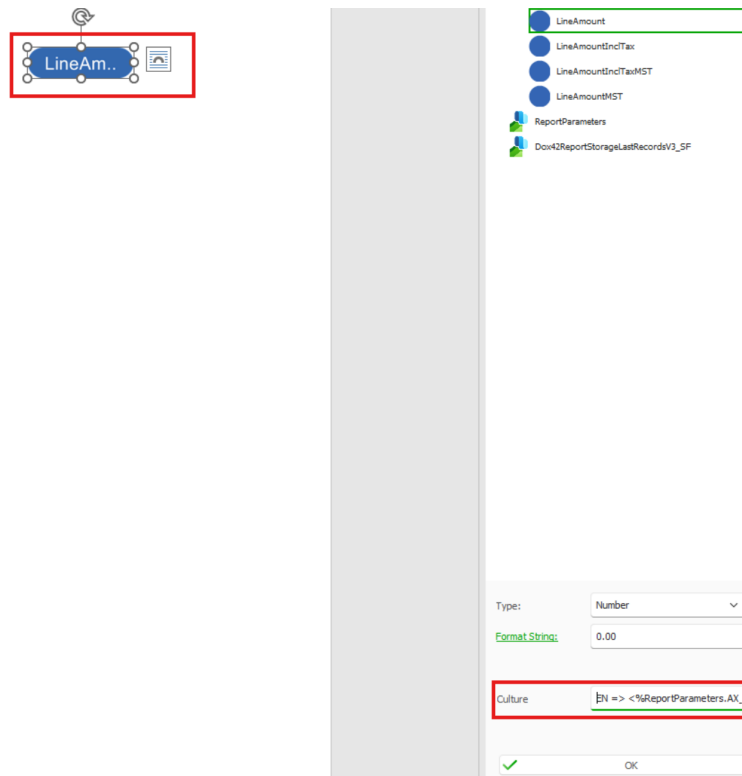 LineAm..
LineAmount
LineAmountInclTax
LineAmountInclTaxMST
LineAmountMST
ReportParameters
Dox42ReportStorageLastRecordsV3_SF
Type:
Number
Format String:
0.00
Culture
EN => <%ReportParameters.AX_
OK